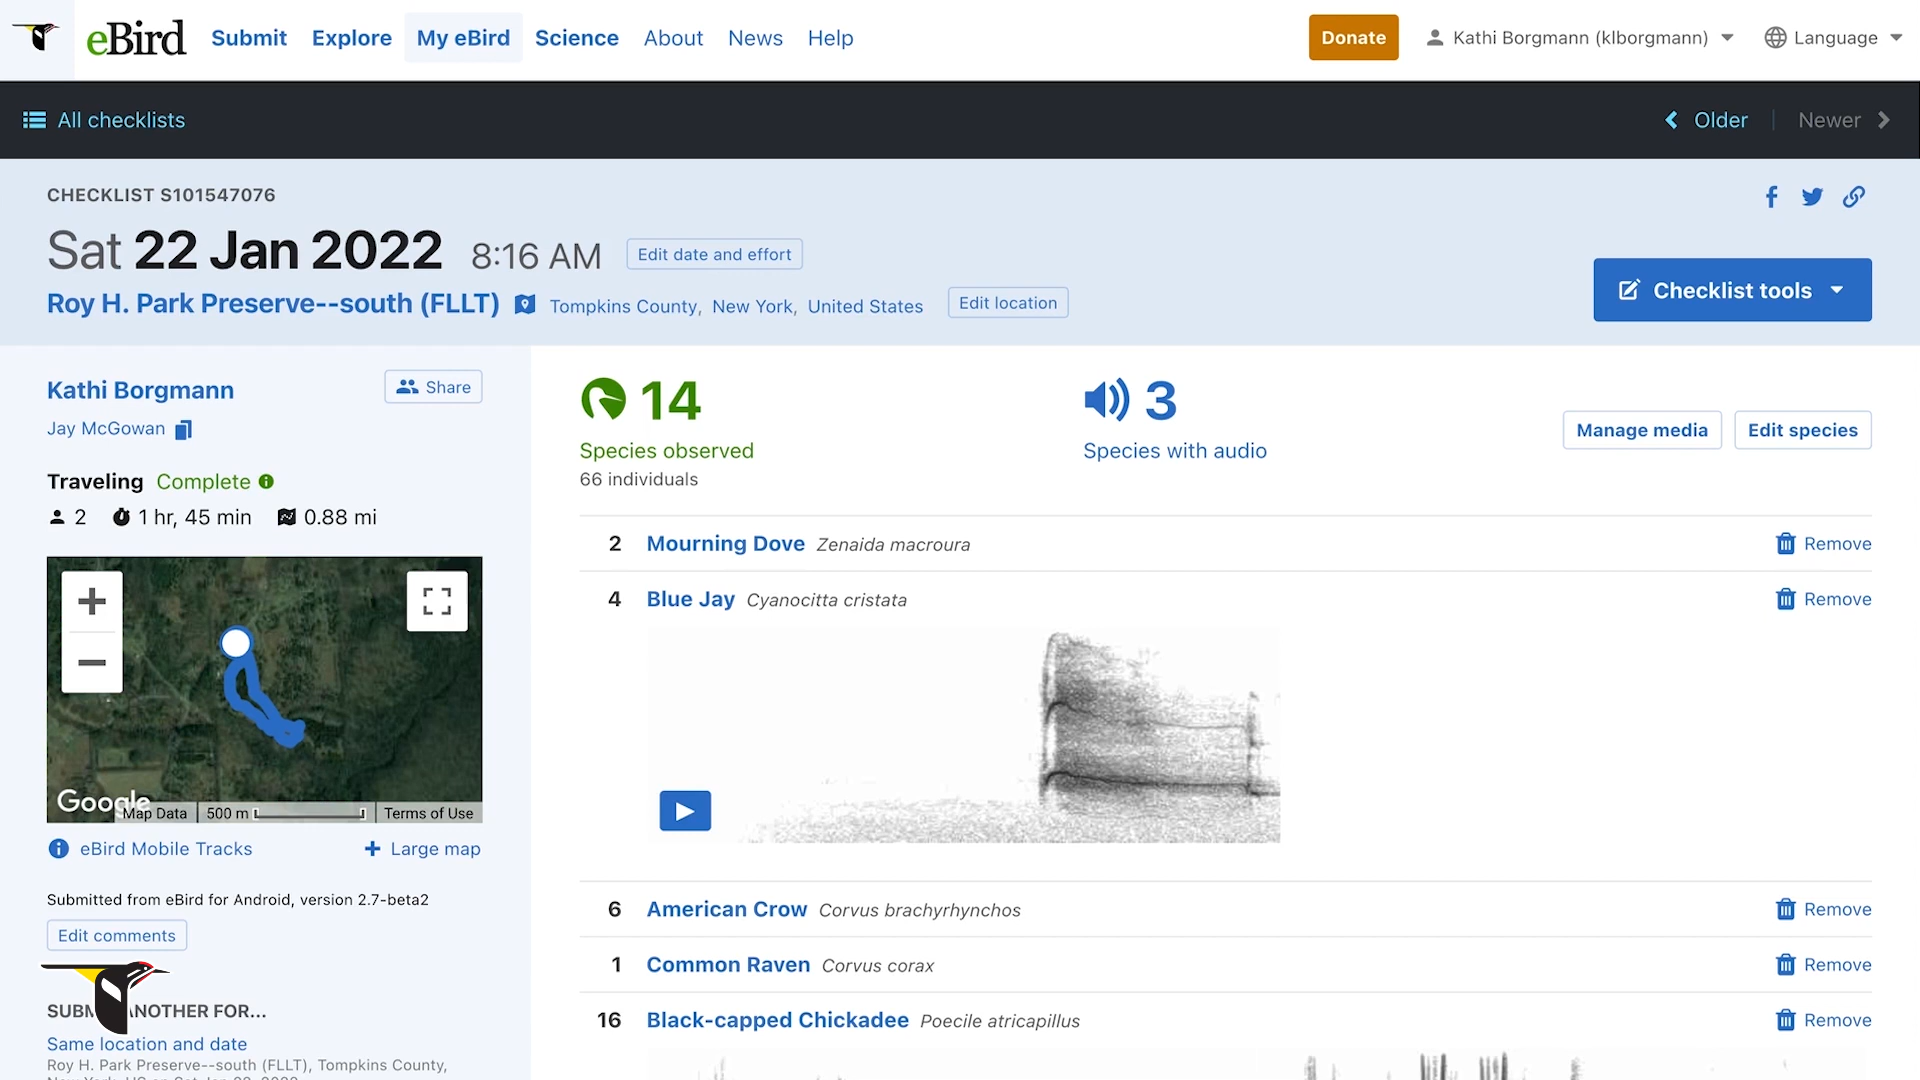 eBird Submit Explore My eBird Science About News Help Donate Kathi Borgmann (klborgmann) Language
All checklists Older Newer
CHECKLIST S101547076
Sat 22 Jan 2022 8:16 AM Edit date and effort
Roy H. Park Preserve--south (FLLT) Tompkins County, New York, United States Edit location
Checklist tools
Kathi Borgmann Share
Jay McGowan
Traveling Complete
2 1 hr, 45 min 0.88 mi
Google Map Data 500 m Terms of Use
eBird Mobile Tracks Large map
Submitted from eBird for Android, version 2.7-beta2
Edit comments
SUBM ANOTHER FOR...
Same location and date
Roy H. Park Preserve--south (FLLT), Tompkins County,
14 3
Species observed Species with audio
66 individuals
Manage media Edit species
2 Mourning Dove Zenaida macroura Remove
4 Blue Jay Cyanocitta cristata Remove
6 American Crow Corvus brachyrhynchos Remove
1 Common Raven Corvus corax Remove
16 Black-capped Chickadee Poecile atricapillus Remove